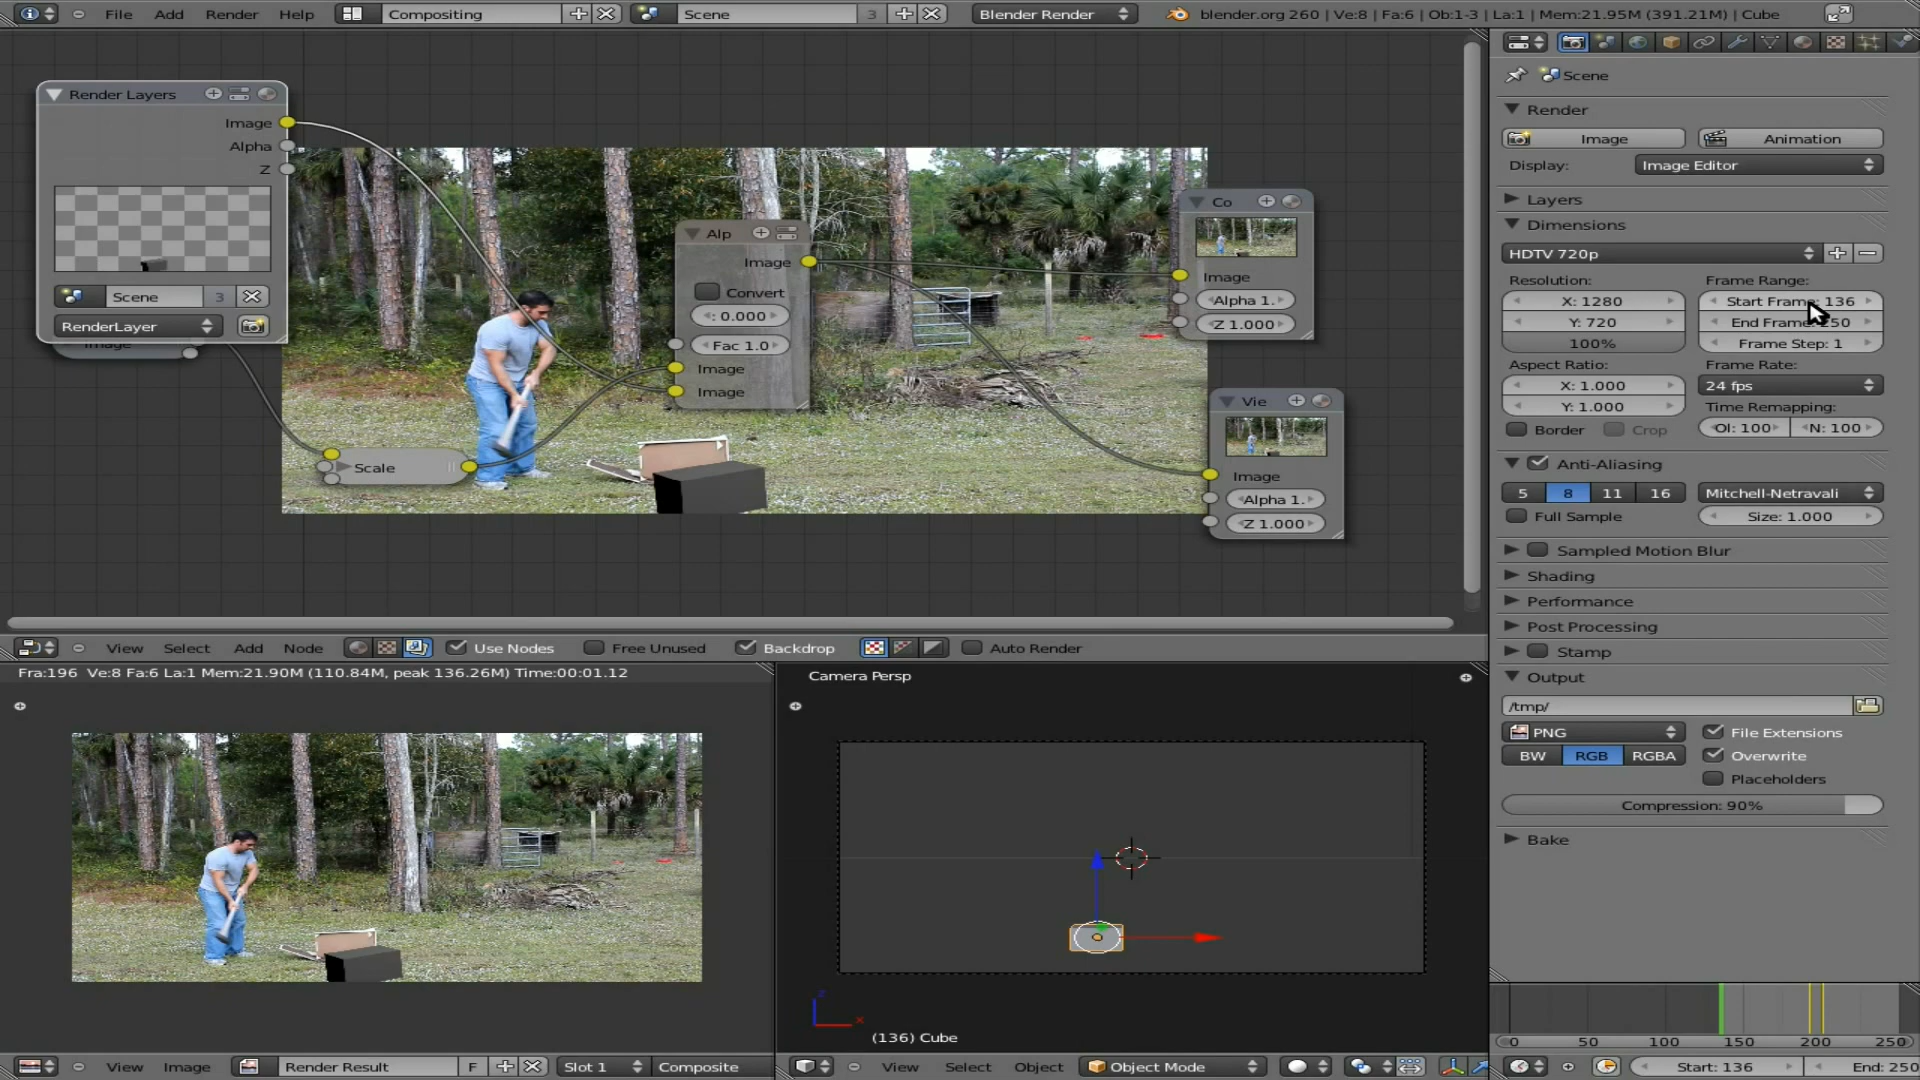 File Add Render Help Compositing Scene 3 Blender Render blender.org 260 | Ve:8 | Fa:6 | Ob:1-3 | La:1 | Mem:21.95M (391.21M) | Cube
Render Layers
Image
Alpha
Z
Scene 3
RenderLayer
Image
Scale
Alp
Image
Convert
: 0.000
Fac 1.0
Image
Image
Co
Image
Alpha 1.
Z 1.000
Vie
Image
Alpha 1.
Z 1.000
View Select Add Node Use Nodes Free Unused Backdrop Auto Render
Fra:196 Ve:8 Fa:6 La:1 Mem:21.90M (110.84M, peak 136.26M) Time:00:01.12
View Image Render Result F Slot 1 Composite
Camera Persp
z
x
(136) Cube
View Select Object Object Mode
Scene
Render
Image Animation
Display: Image Editor
Layers
Dimensions
HDTV 720p
Resolution: Frame Range:
X: 1280 Start Frame: 136
Y: 720 End Frame: 250
100% Frame Step: 1
Aspect Ratio: Frame Rate:
X: 1.000 24 fps
Y: 1.000 Time Remapping:
Border Crop Ol: 100 N: 100
Anti-Aliasing
5 8 11 16 Mitchell-Netravali
Full Sample Size: 1.000
Sampled Motion Blur
Shading
Performance
Post Processing
Stamp
Output
/tmp/
PNG File Extensions
BW RGB RGBA Overwrite
Placeholders
Compression: 90%
Bake
0 50 100 150 200 250
Start: 136 End: 250